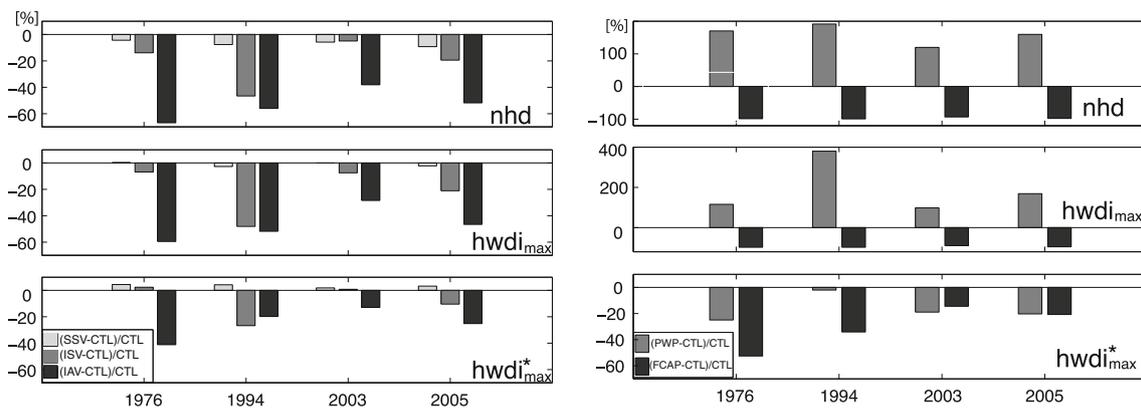 [%]
0
−20
−40
−60
nhd
0
−20
−40
−60
hwdi_max
0
−20
−40
−60
(SSV-CTL)/CTL
(ISV-CTL)/CTL
(IAV-CTL)/CTL
hwdi*_max
1976 1994 2003 2005
[%]
100
0
−100
nhd
400
200
0
hwdi_max
0
−20
−40
−60
(PWP-CTL)/CTL
(FCAP-CTL)/CTL
hwdi*_max
1976 1994 2003 2005